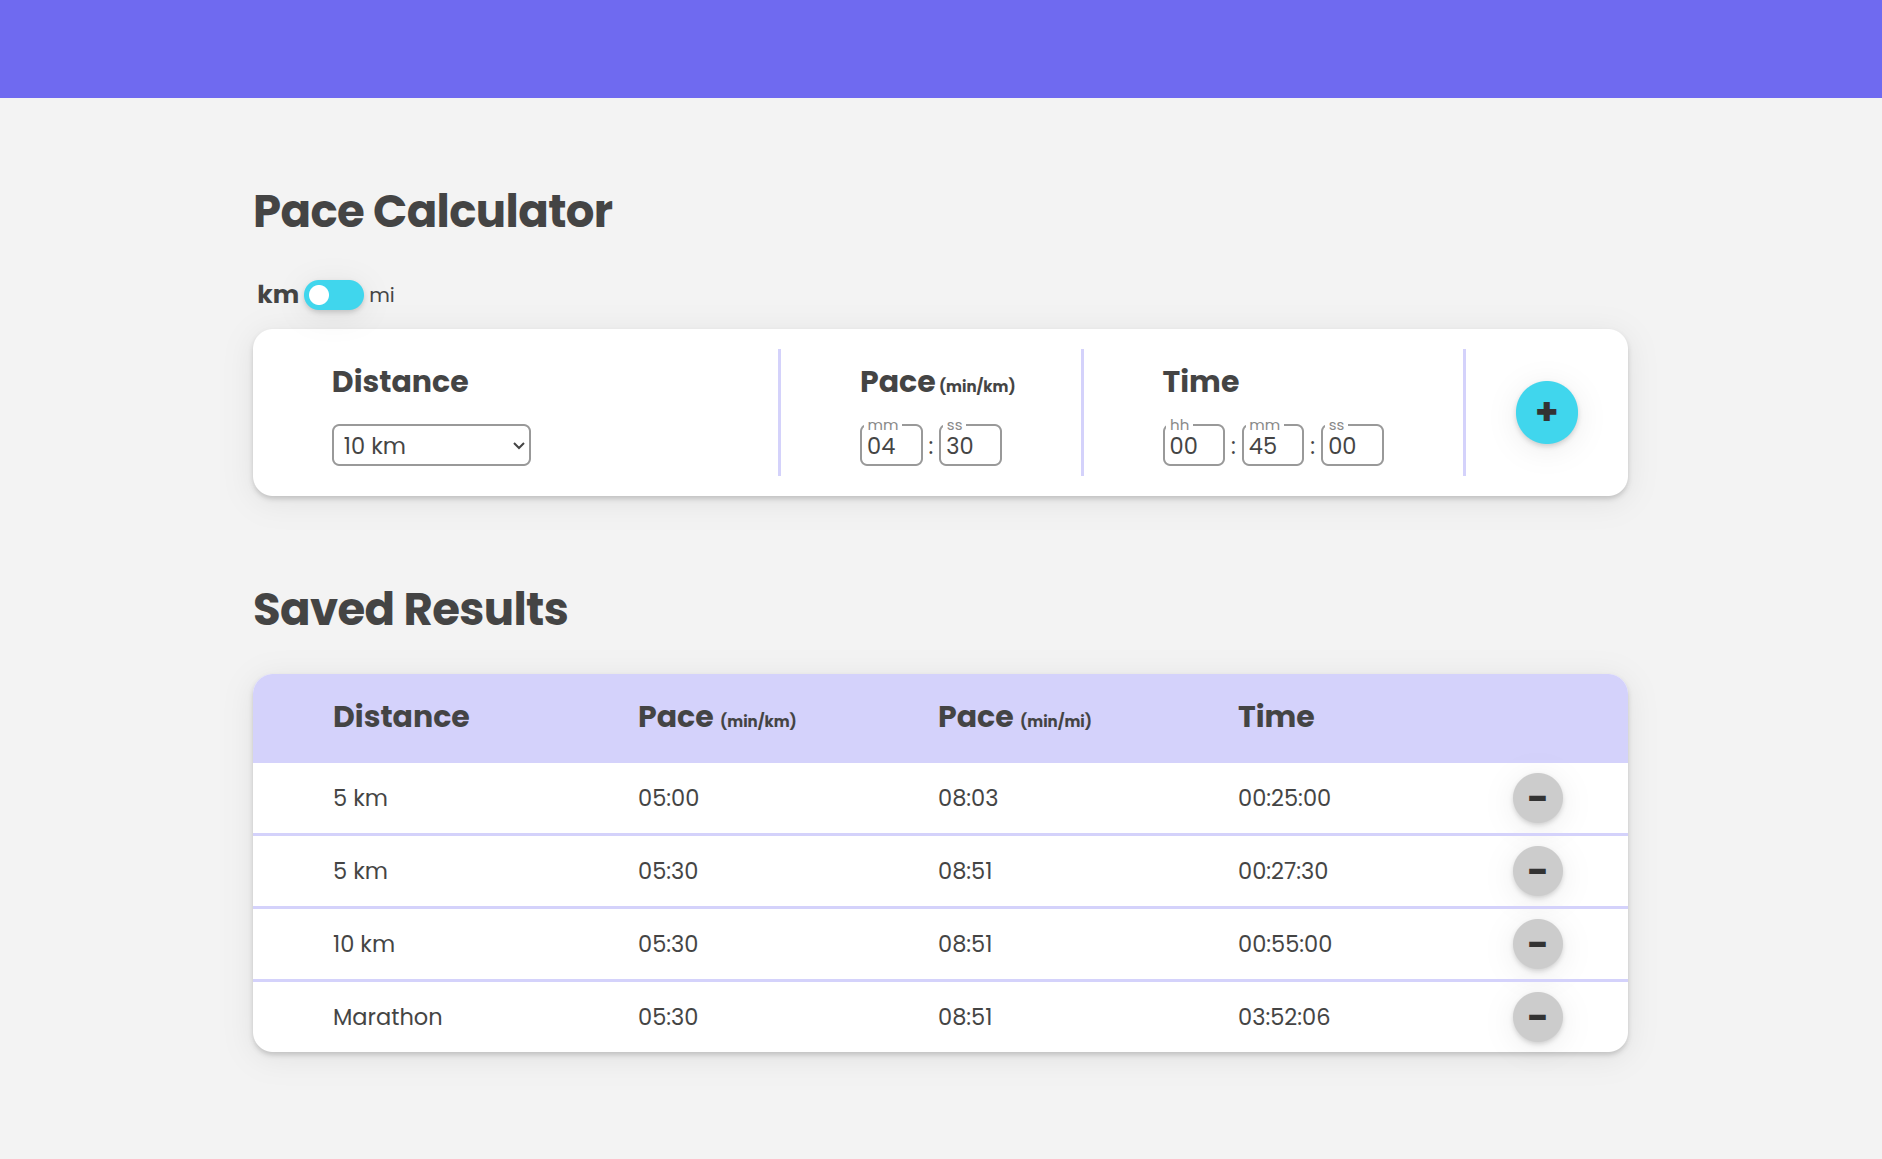 Pace Calculator
km mi
Distance Pace (min/km) Time
mm ss hh mm ss
10 km 04 : 30 00 : 45 : 00 +
Saved Results
Distance Pace (min/km) Pace (min/mi) Time
5 km 05:00 08:03 00:25:00 -
5 km 05:30 08:51 00:27:30 -
10 km 05:30 08:51 00:55:00 -
Marathon 05:30 08:51 03:52:06 -